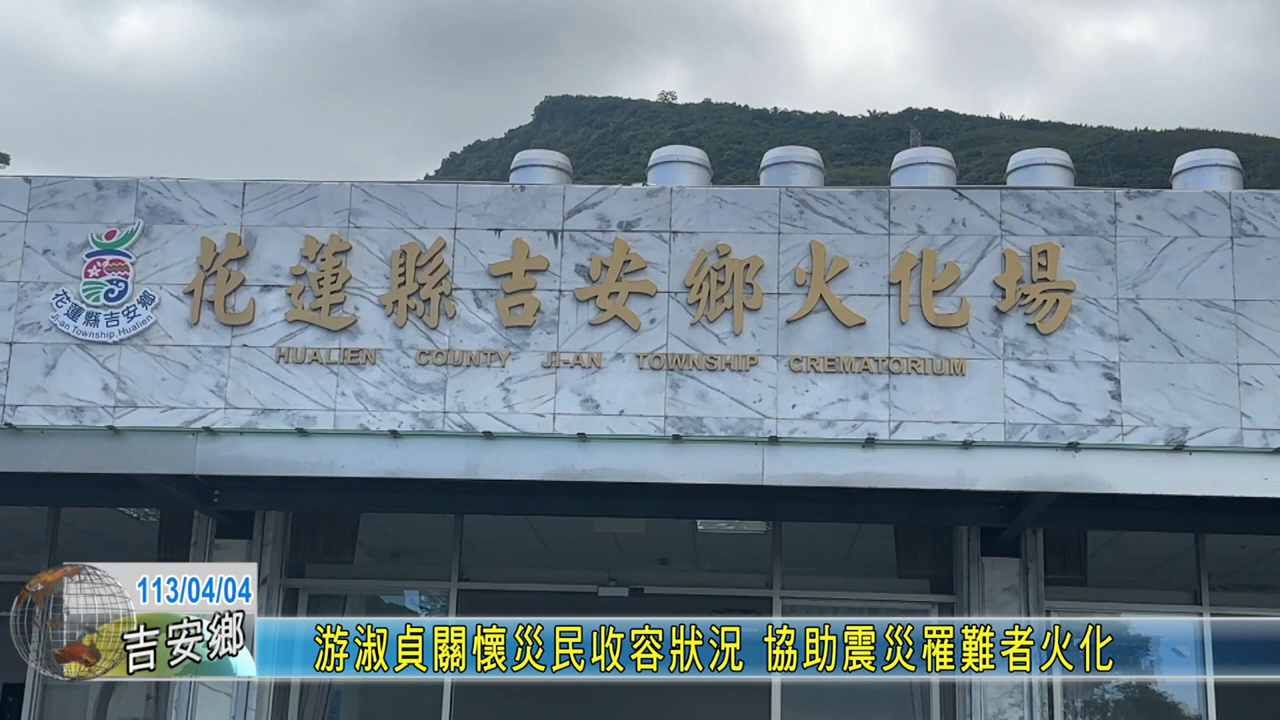 花蓮縣吉安鄉火化場
HUALIEN COUNTY JI-AN TOWNSHIP CREMATORIUM
花蓮縣吉安鄉
Ji-an Township, Hualien
113/04/04
吉安鄉
游淑貞關懷災民收容狀況 協助震災罹難者火化